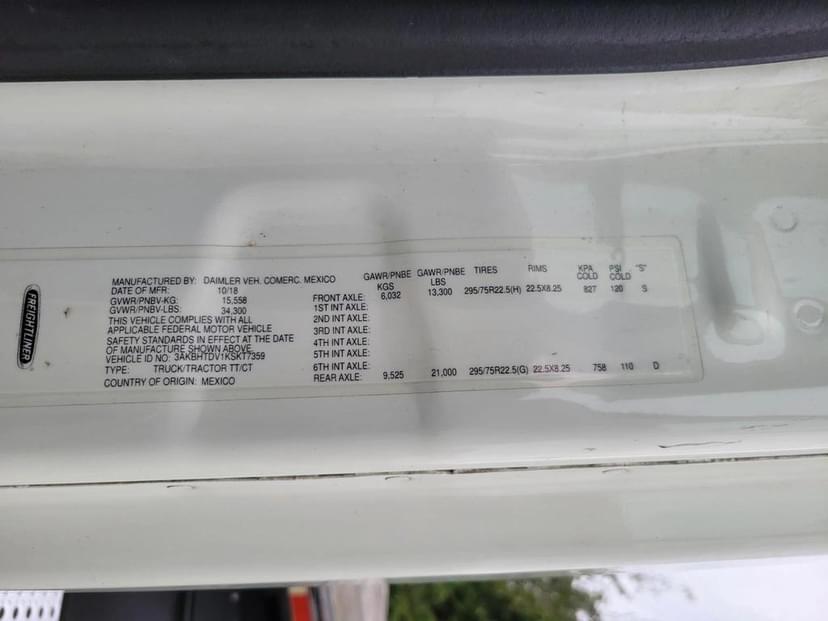 FREIGHTLINER
MANUFACTURED BY: DAIMLER VEH. COMERC. MEXICO
DATE OF MFR: 10/18
GVWR/PNBV-KG: 15,558
GVWR/PNBV-LBS: 34,300
THIS VEHICLE COMPLIES WITH ALL
APPLICABLE FEDERAL MOTOR VEHICLE
SAFETY STANDARDS IN EFFECT AT THE DATE
OF MANUFACTURE SHOWN ABOVE
VEHICLE ID NO: 3AKBHTDV1KSKT7359
TYPE: TRUCK/TRACTOR TT/CT
COUNTRY OF ORIGIN: MEXICO
GAWR/PNBE GAWR/PNBE TIRES RIMS KPA PSI "S"
KGS LBS COLD COLD
FRONT AXLE: 6,032 13,300 295/75R22.5(H) 22.5X8.25 827 120 S
1ST INT AXLE:
2ND INT AXLE:
3RD INT AXLE:
4TH INT AXLE:
5TH INT AXLE:
6TH INT AXLE:
REAR AXLE: 9,525 21,000 295/75R22.5(G) 22.5X8.25 758 110 D